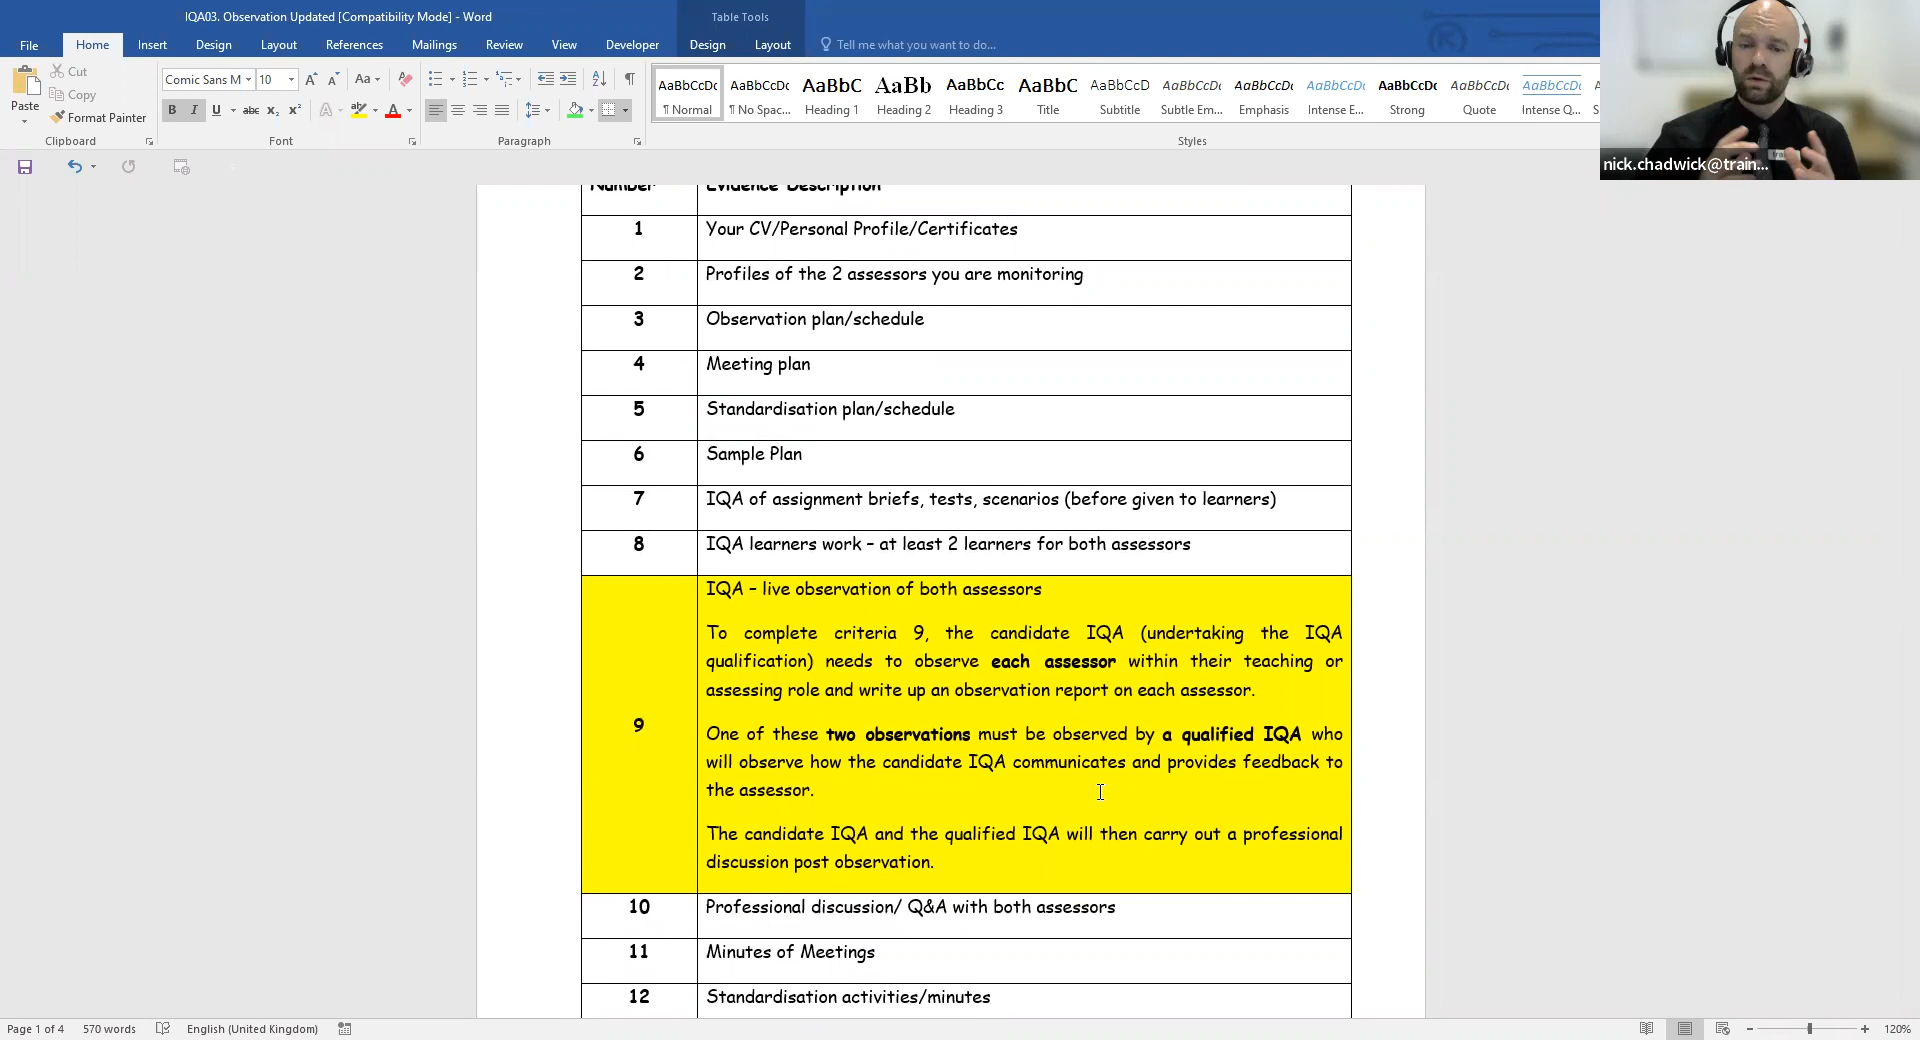 IQA03. Observation Updated [Compatibility Mode] - Word
Table Tools
File Home Insert Design Layout References Mailings Review View Developer Design Layout Tell me what you want to do...
Paste
Cut
Copy
Format Painter
Clipboard
Comic Sans M 10
Font
Paragraph
AaBbCcDc AaBbCcDc AaBbC AaBb AaBbCc AaBbC AaBbCcD AaBbCcDc AaBbCcDc AaBbCcDc AaBbCcDc AaBbCcDc AaBbCcDc
¶ Normal ¶ No Spac... Heading 1 Heading 2 Heading 3 Title Subtitle Subtle Em... Emphasis Intense E... Strong Quote Intense Q... S
Styles
nick.chadwick@train...
Number Evidence Description
1 Your CV/Personal Profile/Certificates
2 Profiles of the 2 assessors you are monitoring
3 Observation plan/schedule
4 Meeting plan
5 Standardisation plan/schedule
6 Sample Plan
7 IQA of assignment briefs, tests, scenarios (before given to learners)
8 IQA learners work – at least 2 learners for both assessors
9
IQA – live observation of both assessors
To complete criteria 9, the candidate IQA (undertaking the IQA
qualification) needs to observe each assessor within their teaching or
assessing role and write up an observation report on each assessor.
One of these two observations must be observed by a qualified IQA who
will observe how the candidate IQA communicates and provides feedback to
the assessor.
The candidate IQA and the qualified IQA will then carry out a professional
discussion post observation.
10 Professional discussion/ Q&A with both assessors
11 Minutes of Meetings
12 Standardisation activities/minutes
Page 1 of 4 570 words English (United Kingdom) 120%